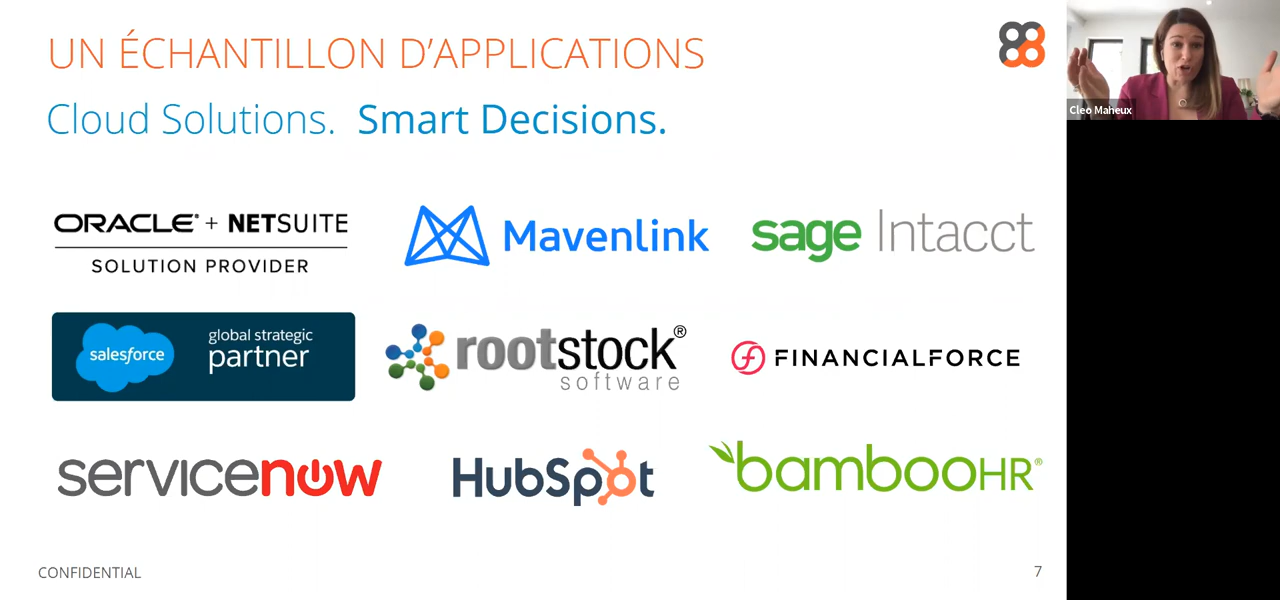 UN ÉCHANTILLON D’APPLICATIONS
Cloud Solutions. Smart Decisions.
Cleo Maheux
ORACLE® + NETSUITE
SOLUTION PROVIDER
Mavenlink
sage Intacct
salesforce
global strategic
partner
rootstock®
software
FINANCIALFORCE
servicenow
HubSpot
bambooHR®
CONFIDENTIAL
7